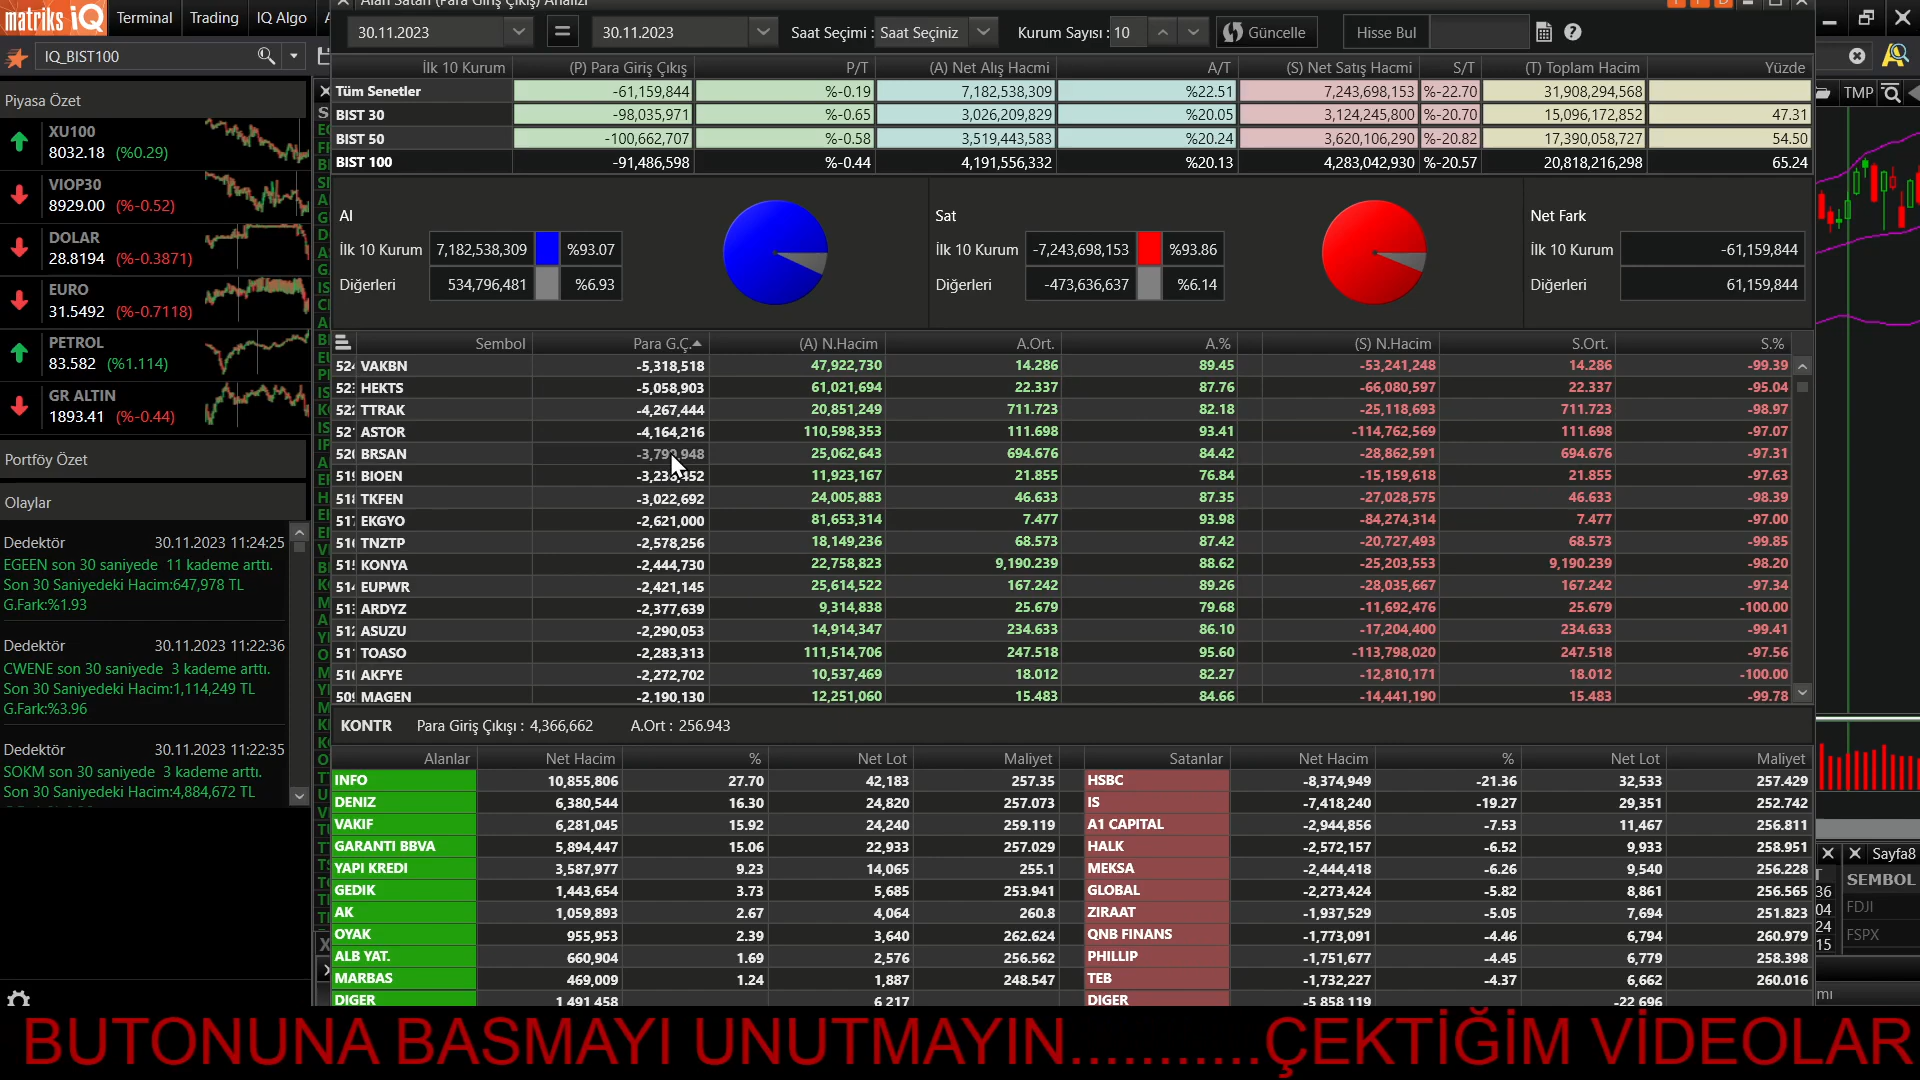 matriks iQ Terminal Trading IQ Algo
Alan Satan (Para Giriş Çıkış) Analizi
30.11.2023 = 30.11.2023 Saat Seçimi : Saat Seçiniz Kurum Sayısı : 10 Güncelle Hisse Bul
IQ_BIST100
TMP
İlk 10 Kurum (P) Para Giriş Çıkış P/T (A) Net Alış Hacmi A/T (S) Net Satış Hacmi S/T (T) Toplam Hacim Yüzde
Tüm Senetler -61,159,844 %-0.19 7,182,538,309 %22.51 7,243,698,153 %-22.70 31,908,294,568
BIST 30 -98,035,971 %-0.65 3,026,209,829 %20.05 3,124,245,800 %-20.70 15,096,172,852 47.31
BIST 50 -100,662,707 %-0.58 3,519,443,583 %20.24 3,620,106,290 %-20.82 17,390,058,727 54.50
BIST 100 -91,486,598 %-0.44 4,191,556,332 %20.13 4,283,042,930 %-20.57 20,818,216,298 65.24
Piyasa Özet
XU100
8032.18 (%0.29)
VIOP30
8929.00 (%-0.52)
DOLAR
28.8194 (%-0.3871)
EURO
31.5492 (%-0.7118)
PETROL
83.582 (%1.114)
GR ALTIN
1893.41 (%-0.44)
Portföy Özet
Olaylar
Dedektör 30.11.2023 11:24:25
EGEEN son 30 saniyede 11 kademe arttı.
Son 30 Saniyedeki Hacim:647,978 TL
G.Fark:%1.93
Dedektör 30.11.2023 11:22:36
CWENE son 30 saniyede 3 kademe arttı.
Son 30 Saniyedeki Hacim:1,114,249 TL
G.Fark:%3.96
Dedektör 30.11.2023 11:22:35
SOKM son 30 saniyede 3 kademe arttı.
Son 30 Saniyedeki Hacim:4,884,672 TL
Al
İlk 10 Kurum 7,182,538,309 %93.07
Diğerleri 534,796,481 %6.93
Sat
İlk 10 Kurum -7,243,698,153 %93.86
Diğerleri -473,636,637 %6.14
Net Fark
İlk 10 Kurum -61,159,844
Diğerleri 61,159,844
Sembol Para G.Ç. (A) N.Hacim A.Ort. A.% (S) N.Hacim S.Ort. S.%
VAKBN -5,318,518 47,922,730 14.286 89.45 -53,241,248 14.286 -99.39
HEKTS -5,058,903 61,021,694 22.337 87.76 -66,080,597 22.337 -95.04
TTRAK -4,267,444 20,851,249 711.723 82.18 -25,118,693 711.723 -98.97
ASTOR -4,164,216 110,598,353 111.698 93.41 -114,762,569 111.698 -97.07
BRSAN 25,062,643 694.676 84.42 -28,862,591 694.676 -97.31
BIOEN 11,923,167 21.855 76.84 -15,159,618 21.855 -97.63
TKFEN -3,022,692 24,005,883 46.633 87.35 -27,028,575 46.633 -98.39
EKGYO -2,621,000 81,653,314 7.477 93.98 -84,274,314 7.477 -97.00
TNZTP -2,578,256 18,149,236 68.573 87.42 -20,727,493 68.573 -99.85
KONYA -2,444,730 22,758,823 9,190.239 88.62 -25,203,553 9,190.239 -98.20
EUPWR -2,421,145 25,614,522 167.242 89.26 -28,035,667 167.242 -97.34
ARDYZ -2,377,639 9,314,838 25.679 79.68 -11,692,476 25.679 -100.00
ASUZU -2,290,053 14,914,347 234.633 86.10 -17,204,400 234.633 -99.41
TOASO -2,283,313 111,514,706 247.518 95.60 -113,798,020 247.518 -97.56
AKFYE -2,272,702 10,537,469 18.012 82.27 -12,810,171 18.012 -100.00
MAGEN -2,190,130 12,251,060 15.483 84.66 -14,441,190 15.483 -99.78
KONTR Para Giriş Çıkışı : 4,366,662 A.Ort : 256.943
Alanlar Net Hacim % Net Lot Maliyet Satanlar Net Hacim % Net Lot Maliyet
INFO 10,855,806 27.70 42,183 257.35 HSBC -8,374,949 -21.36 32,533 257.429
DENIZ 6,380,544 16.30 24,820 257.073 IS -7,418,240 -19.27 29,351 252.742
VAKIF 6,281,045 15.92 24,240 259.119 A1 CAPITAL -2,944,856 -7.53 11,467 256.811
GARANTI BBVA 5,894,447 15.06 22,933 257.029 HALK -2,572,157 -6.52 9,933 258.951
YAPI KREDI 3,587,977 9.23 14,065 255.1 MEKSA -2,444,418 -6.26 9,540 256.228
GEDIK 1,443,654 3.73 5,685 253.941 GLOBAL -2,273,424 -5.82 8,861 256.565
AK 1,059,893 2.67 4,064 260.8 ZIRAAT -1,937,529 -5.05 7,694 251.823
OYAK 955,953 2.39 3,640 262.624 QNB FINANS -1,773,091 -4.46 6,794 260.979
ALB YAT. 660,904 1.69 2,576 256.562 PHILLIP -1,751,677 -4.45 6,779 258.398
MARBAS 469,009 1.24 1,887 248.547 TEB -1,732,227 -4.37 6,662 260.016
DIGER 1,491,458 6,217 DIGER -5,858,119 -22,696
Sayfa8
SEMBOL
FDJI
FSPX
BUTONUNA BASMAYI UNUTMAYIN...........ÇEKTİĞİM VİDEOLAR